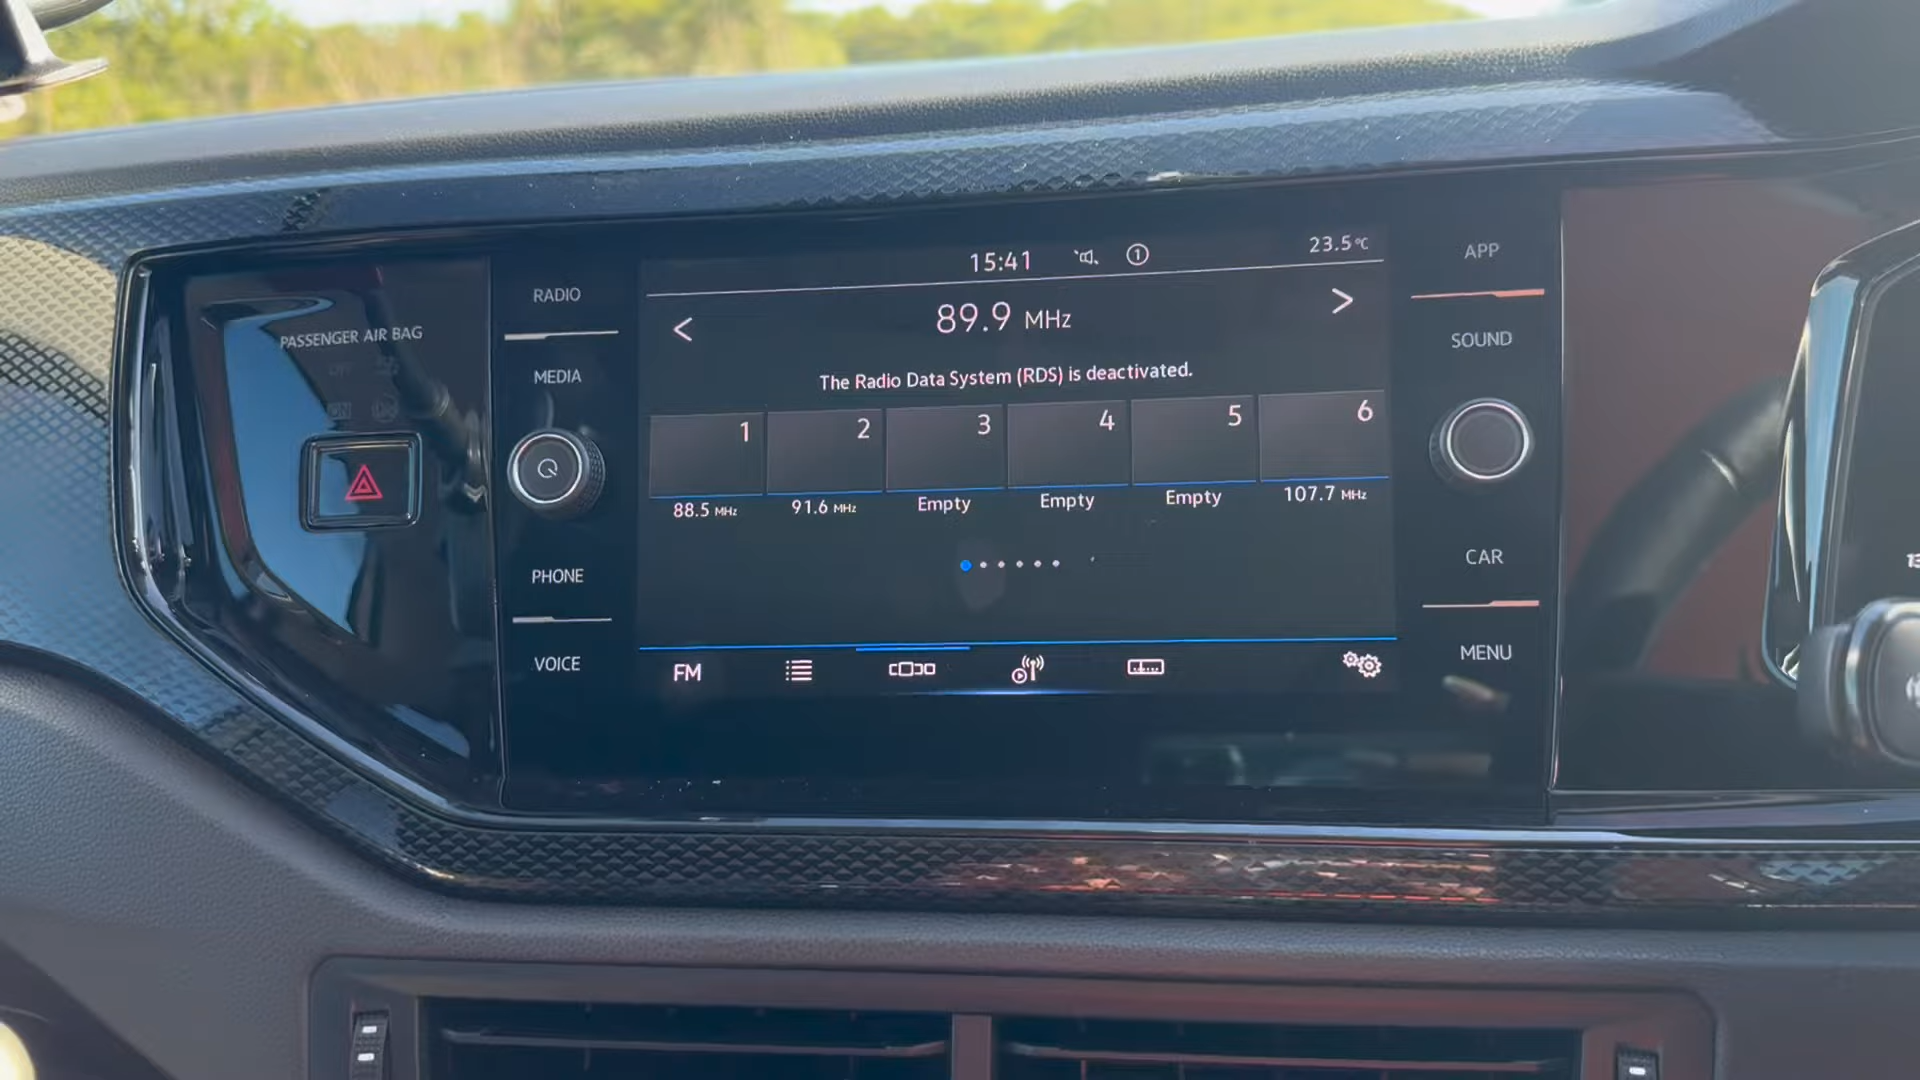 PASSENGER AIR BAG
RADIO
MEDIA
PHONE
VOICE
15:41
1
23.5°C
89.9 MHz
The Radio Data System (RDS) is deactivated.
1 2 3 4 5 6
88.5 MHz 91.6 MHz Empty Empty Empty 107.7 MHz
FM
APP
SOUND
CAR
MENU